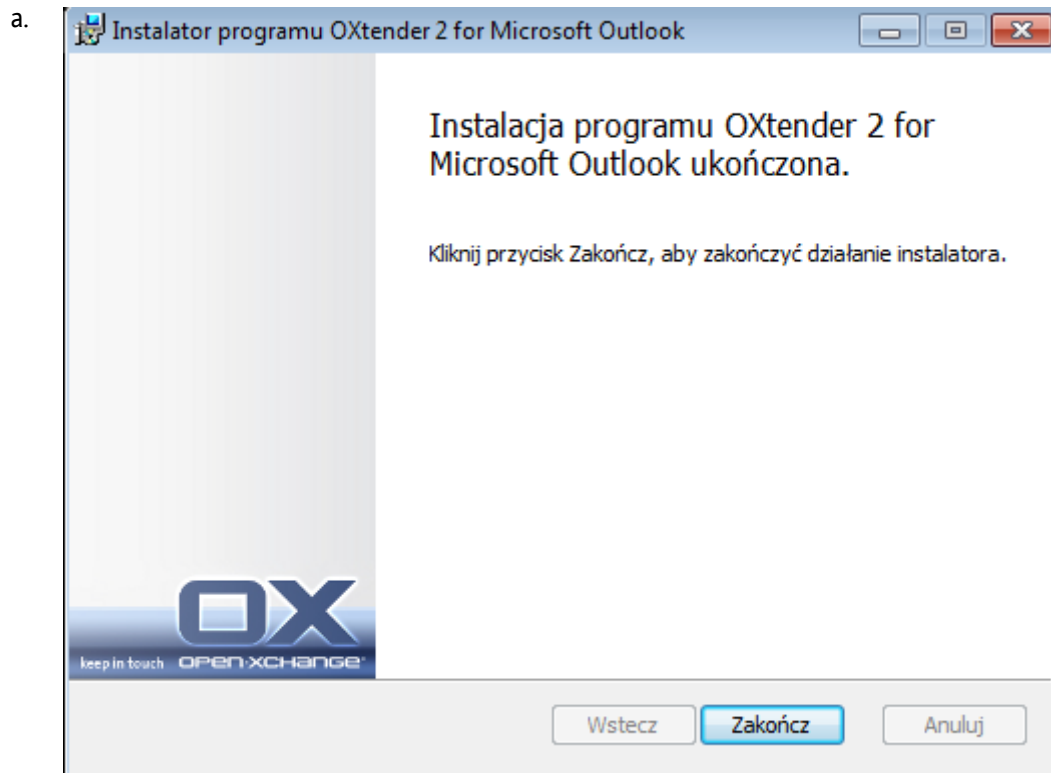 a.
Instalator programu OXtender 2 for Microsoft Outlook
Instalacja programu OXtender 2 for
Microsoft Outlook ukończona.
Kliknij przycisk Zakończ, aby zakończyć działanie instalatora.
OX
keep in touch OPEN·XCHANGE
Wstecz Zakończ Anuluj